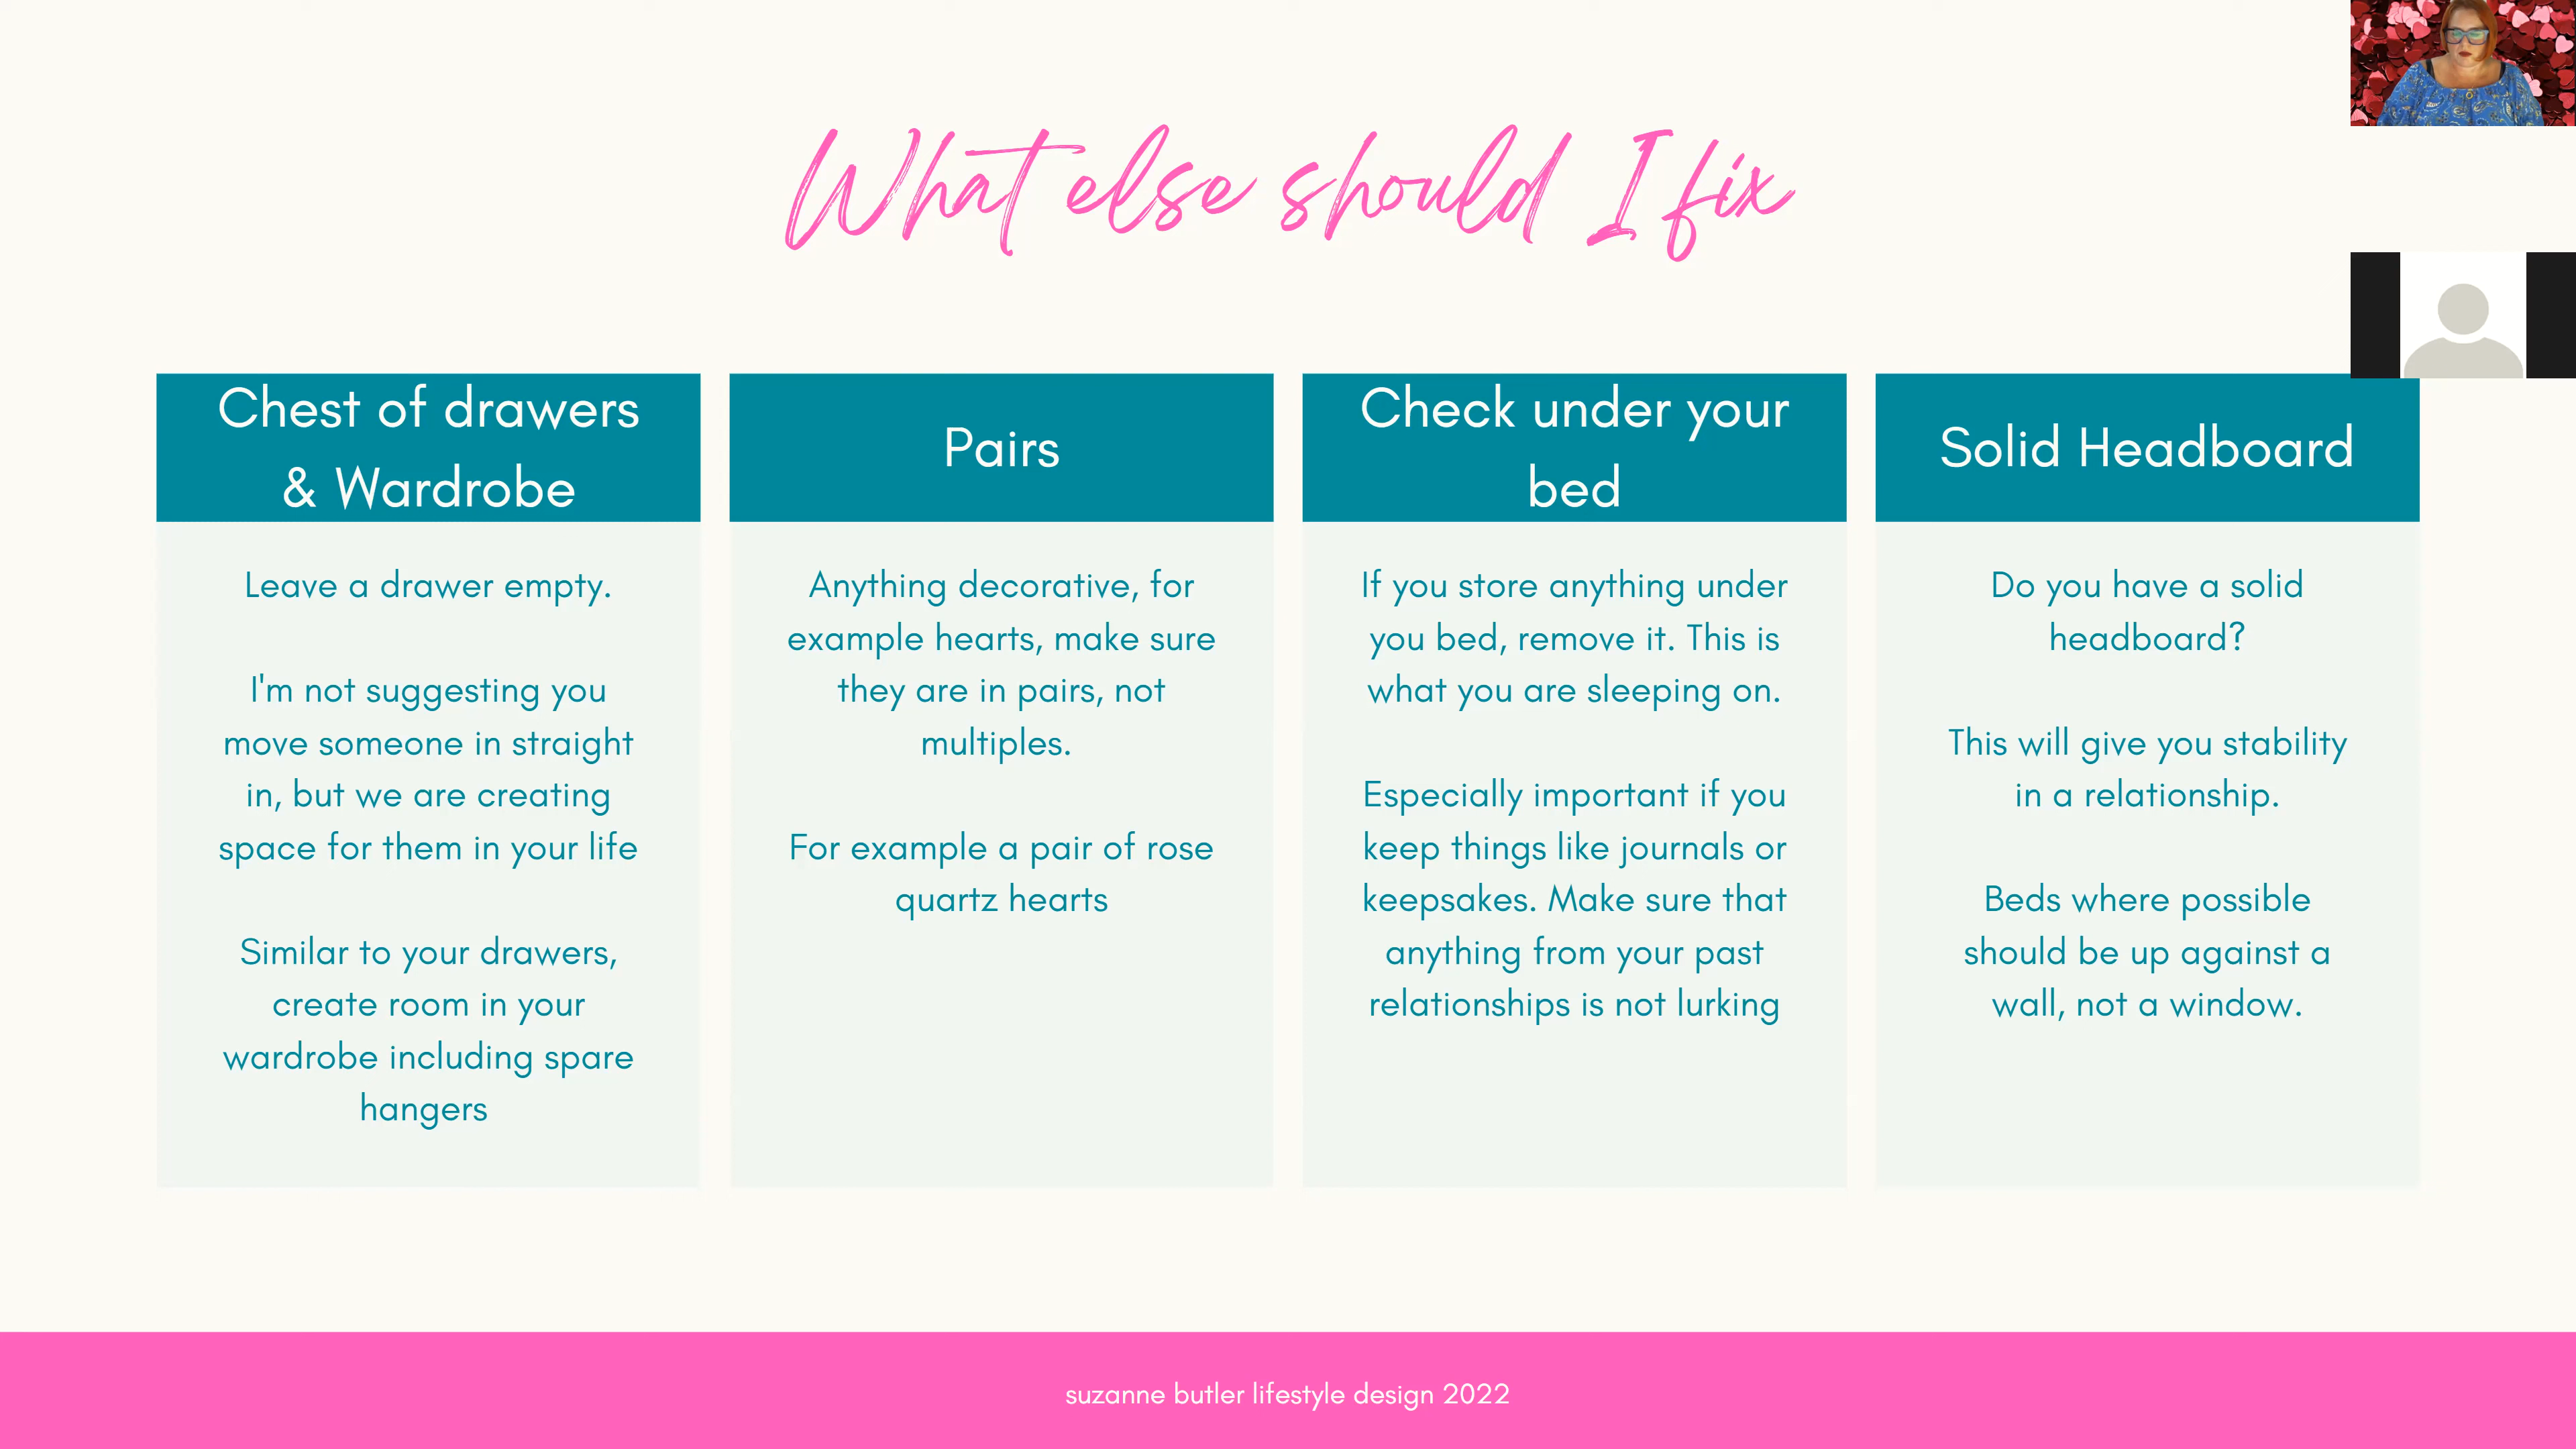 What else should I fix
Chest of drawers
& Wardrobe
Leave a drawer empty.
I'm not suggesting you
move someone in straight
in, but we are creating
space for them in your life
Similar to your drawers,
create room in your
wardrobe including spare
hangers
Pairs
Anything decorative, for
example hearts, make sure
they are in pairs, not
multiples.
For example a pair of rose
quartz hearts
Check under your
bed
If you store anything under
you bed, remove it. This is
what you are sleeping on.
Especially important if you
keep things like journals or
keepsakes. Make sure that
anything from your past
relationships is not lurking
Solid Headboard
Do you have a solid
headboard?
This will give you stability
in a relationship.
Beds where possible
should be up against a
wall, not a window.
suzanne butler lifestyle design 2022